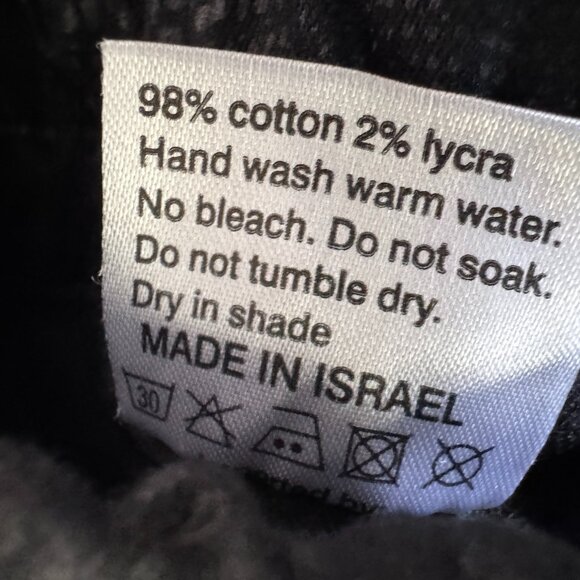 98% cotton 2% lycra
Hand wash warm water.
No bleach. Do not soak.
Do not tumble dry.
Dry in shade
MADE IN ISRAEL
30